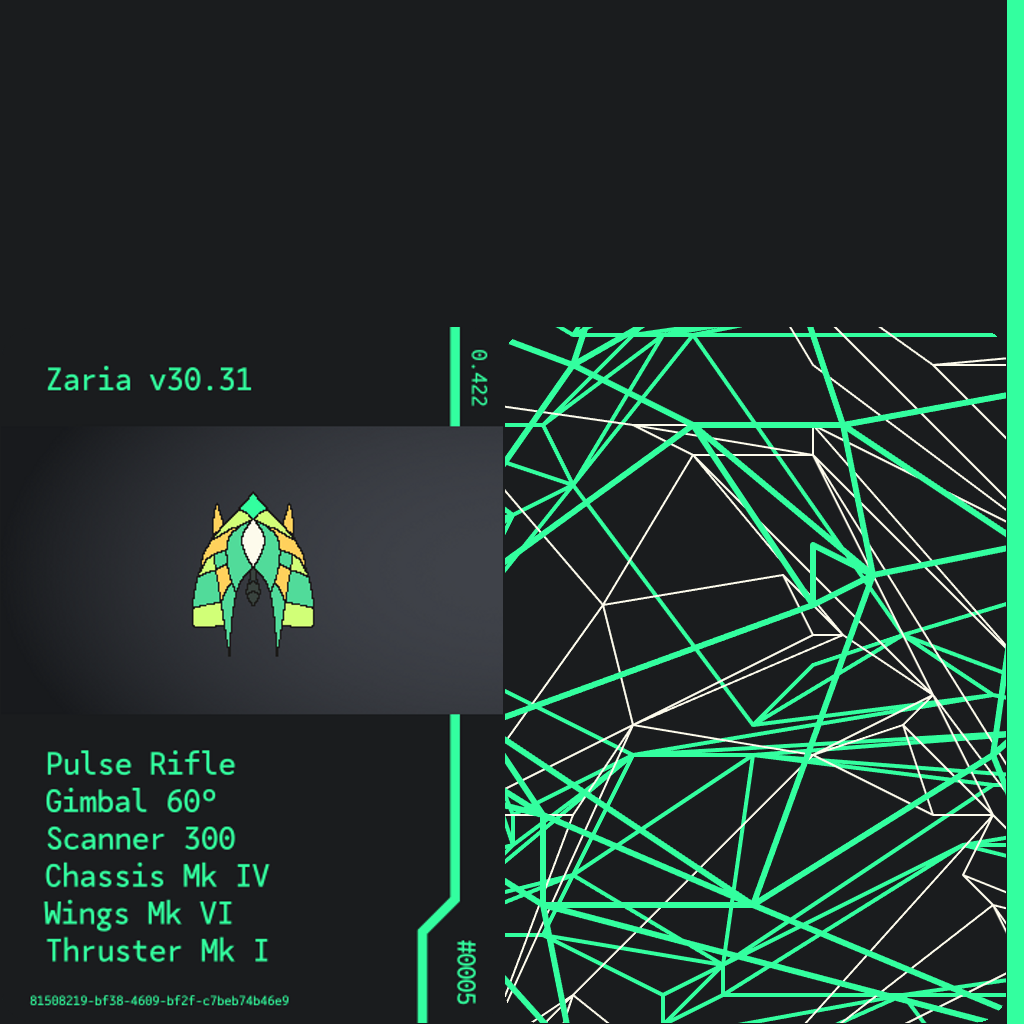 Zaria v30.31
0.422
Pulse Rifle
Gimbal 60°
Scanner 300
Chassis Mk IV
Wings Mk VI
Thruster Mk I
#0005
81508219-bf38-4609-bf2f-c7beb74b46e9